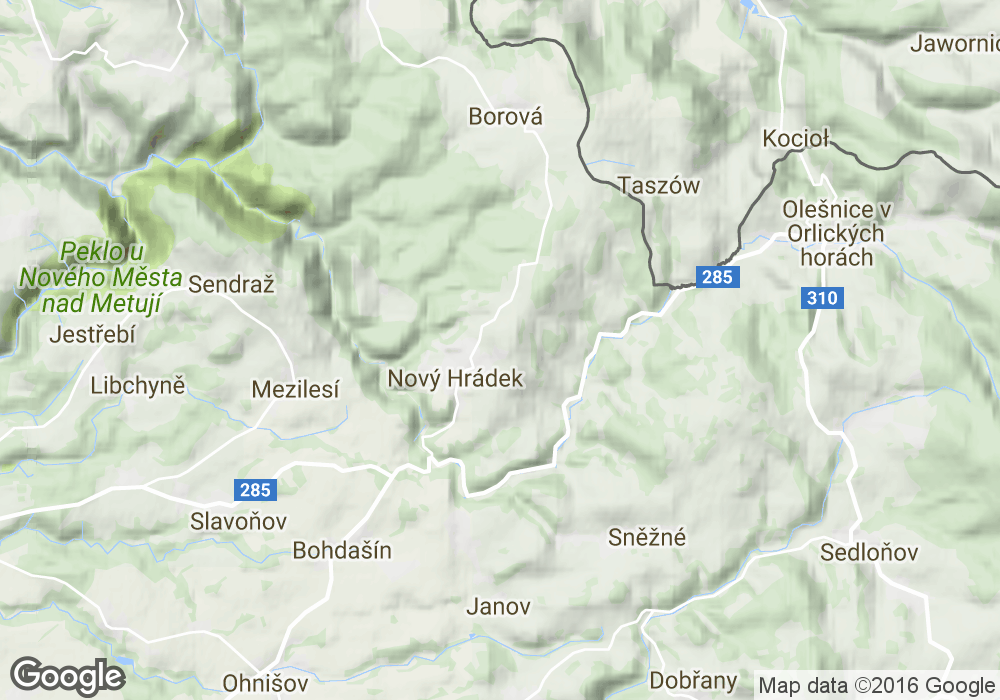 Jawornic
Borová
Kocioł
Taszów
Olešnice v
Orlických
horách
Peklo u
Nového Města
nad Metují
Sendraž
285
310
Jestřebí
Libchyně
Mezilesí
Nový Hrádek
285
Slavoňov
Bohdašín
Sněžné
Sedloňov
Janov
Ohnišov
Dobřany
Google
Map data ©2016 Google